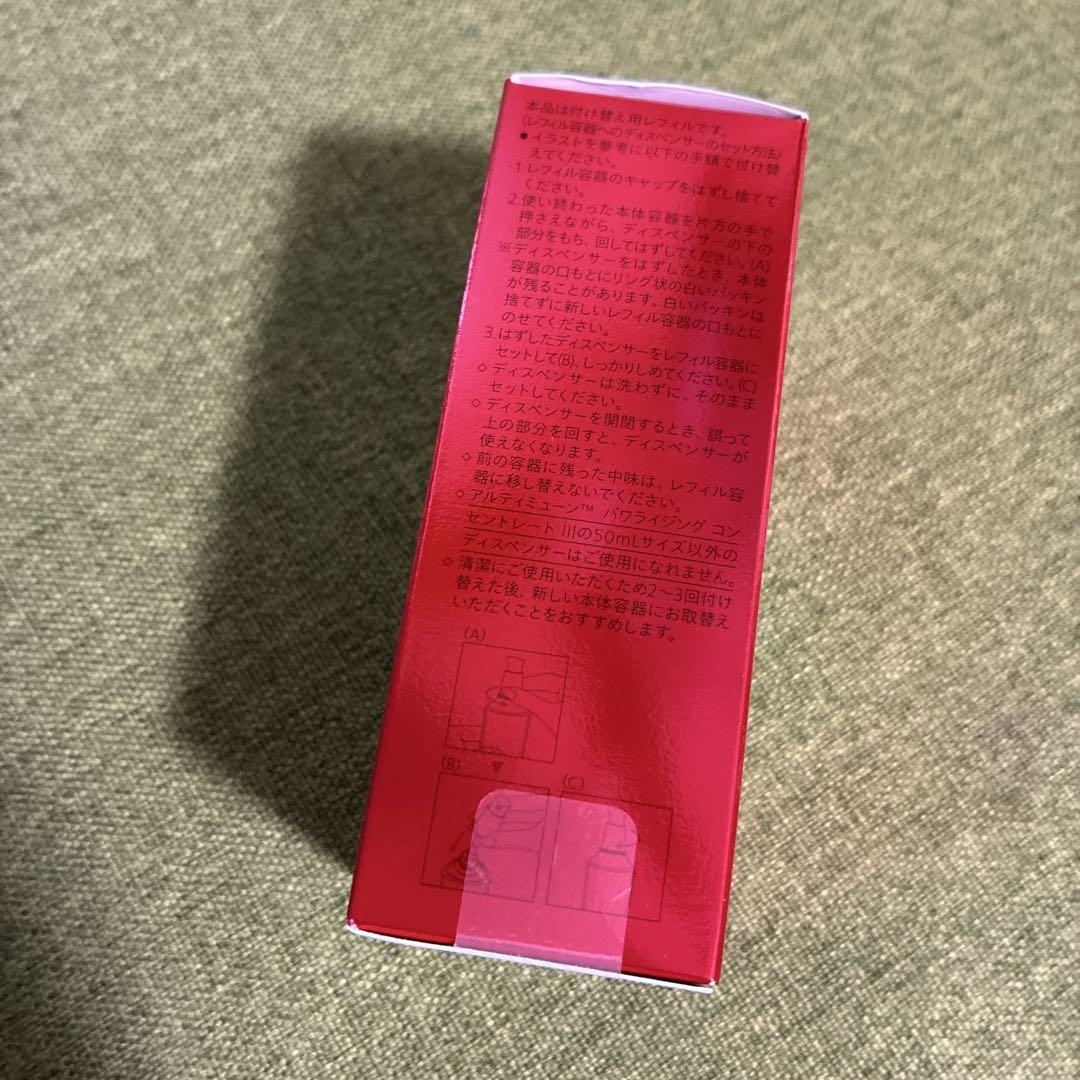 本品は付け替え用レフィルです。
〈レフィル容器へのディスペンサーのセット方法〉
●イラストを参考に以下の手順で付け替
えてください。
1.レフィル容器のキャップをはずし捨てて
ください。
2.使い終わった本体容器を片方の手で
押さえながら、ディスペンサーの下の
部分をもち、回してはずしてください。(A)
※ディスペンサーをはずしたとき、本体
容器の口もとにリング状の白いパッキン
が残ることがあります。白いパッキンは
捨てずに新しいレフィル容器の口もとに
のせてください。
3.はずしたディスペンサーをレフィル容器に
セットして(B)、しっかりしめてください。(C)
◇ディスペンサーは洗わずに、そのまま
セットしてください。
◇ディスペンサーを開閉するとき、誤って
上の部分を回すと、ディスペンサーが
使えなくなります。
◇前の容器に残った中味は、レフィル容
器に移し替えないでください。
◇アルティミューン™ パワライジング コン
セントレート IIIの50mLサイズ以外の
ディスペンサーはご使用になれません。
◇清潔にご使用いただくため2〜3回付け
替えた後、新しい本体容器にお取替え
いただくことをおすすめします。
(A)
(B)
(C)